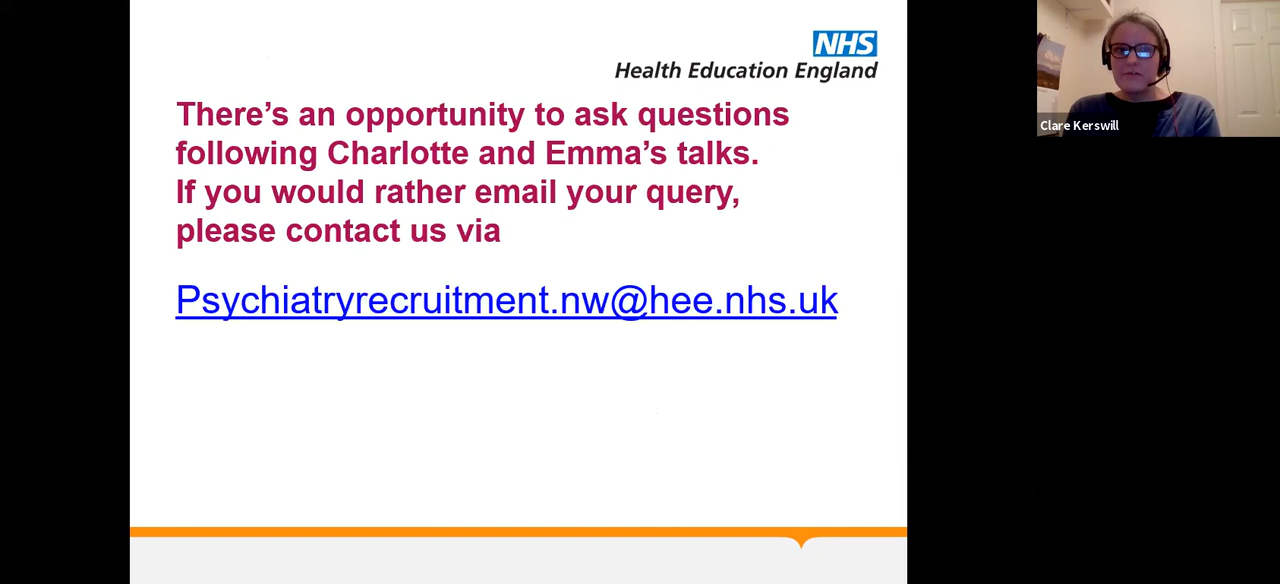 NHS
Health Education England
There’s an opportunity to ask questions
following Charlotte and Emma’s talks.
If you would rather email your query,
please contact us via
Psychiatryrecruitment.nw@hee.nhs.uk
Clare Kerswill